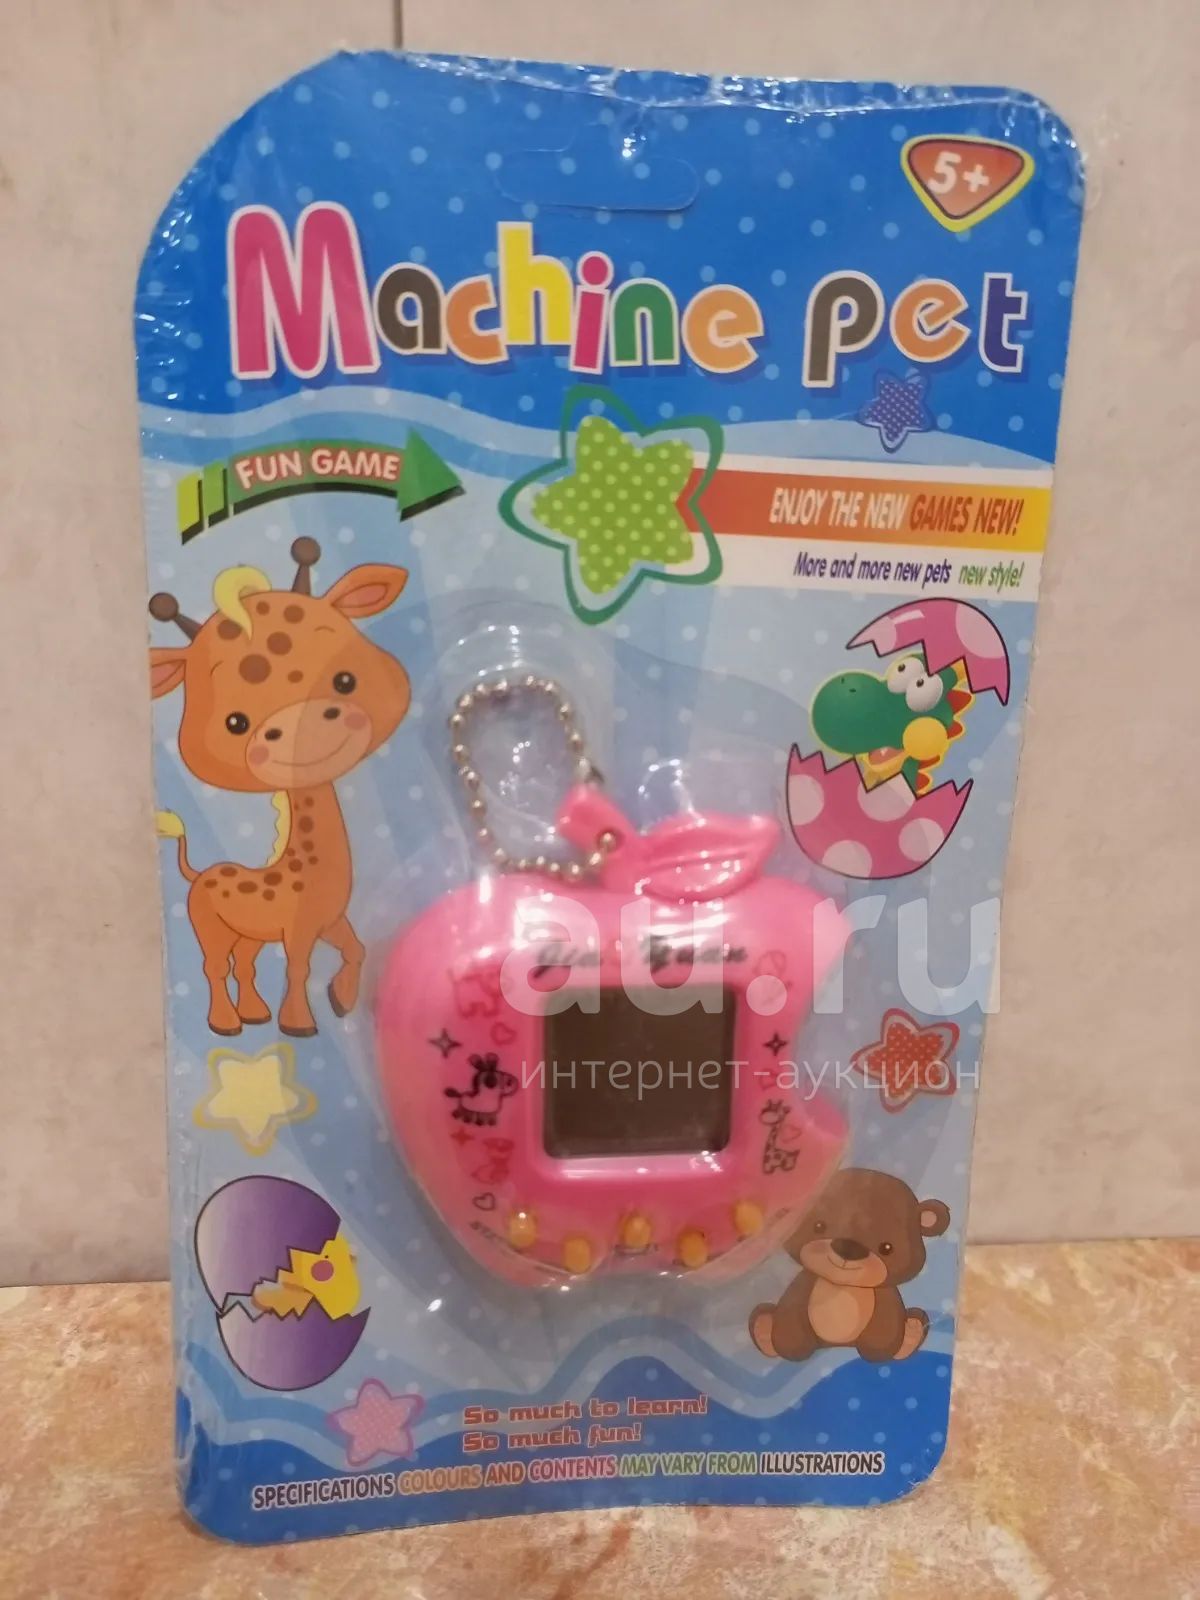 5+
Machine pet
FUN GAME
ENJOY THE NEW GAMES NEW!
More and more new pets new style!
au.ru
интернет-аукцион
So much to learn!
So much fun!
SPECIFICATIONS COLOURS AND CONTENTS MAY VARY FROM ILLUSTRATIONS